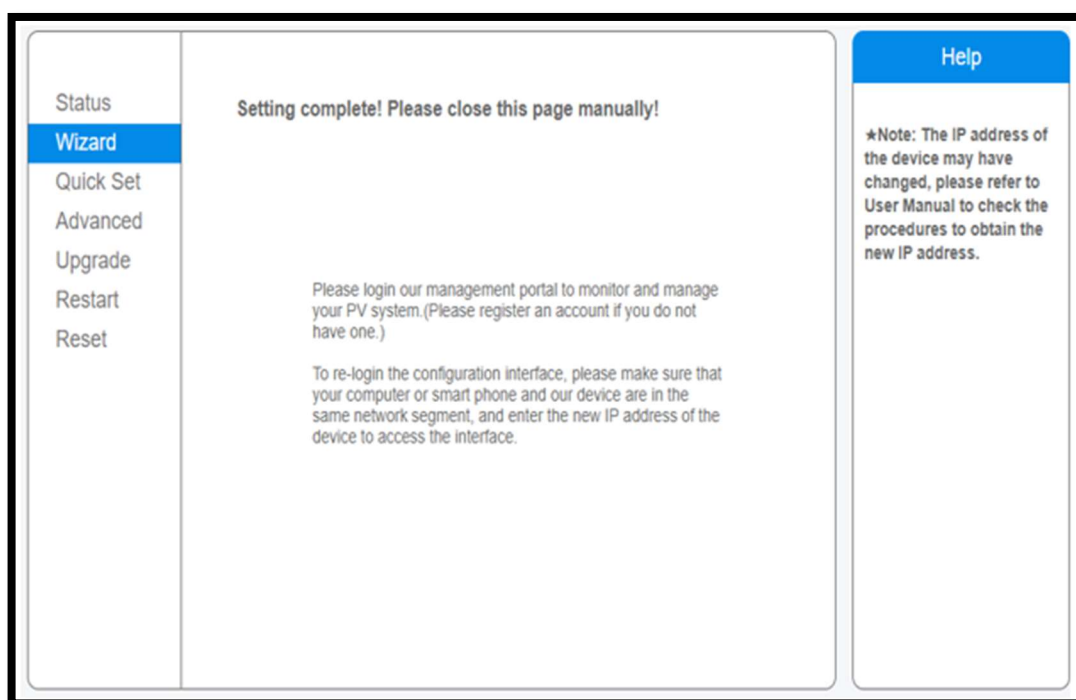 Status
Wizard
Quick Set
Advanced
Upgrade
Restart
Reset
Setting complete! Please close this page manually!
Please login our management portal to monitor and manage
your PV system.(Please register an account if you do not
have one.)
To re-login the configuration interface, please make sure that
your computer or smart phone and our device are in the
same network segment, and enter the new IP address of the
device to access the interface.
Help
★Note: The IP address of
the device may have
changed, please refer to
User Manual to check the
procedures to obtain the
new IP address.